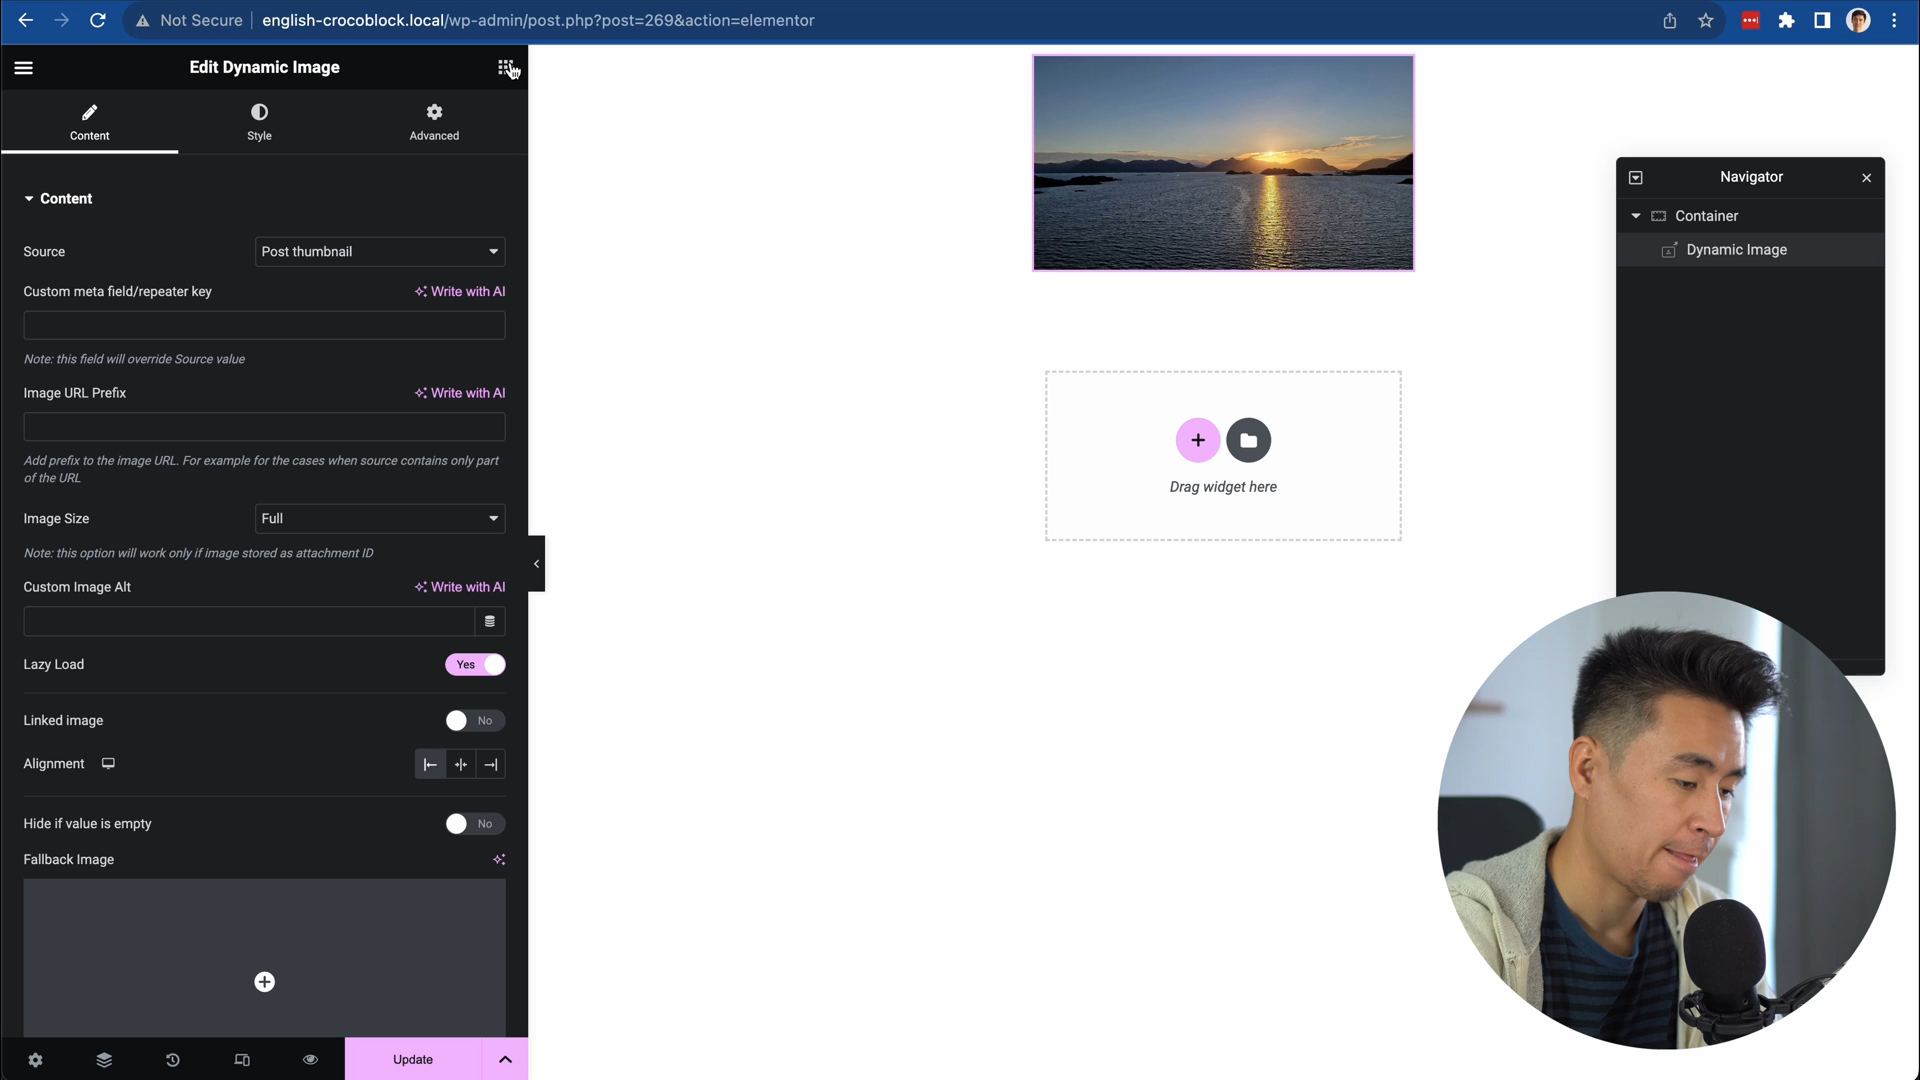 Not Secure
english-crocoblock.local/wp-admin/post.php?post=269&action=elementor
Edit Dynamic Image
Content
Style
Advanced
Content
Source
Post thumbnail
Custom meta field/repeater key
Write with AI
Note: this field will override Source value
Image URL Prefix
Write with AI
Add prefix to the image URL. For example for the cases when source contains only part
of the URL
Image Size
Full
Note: this option will work only if image stored as attachment ID
Custom Image Alt
Write with AI
Lazy Load
Yes
Linked image
No
Alignment
Hide if value is empty
No
Fallback Image
Update
Drag widget here
Navigator
Container
Dynamic Image